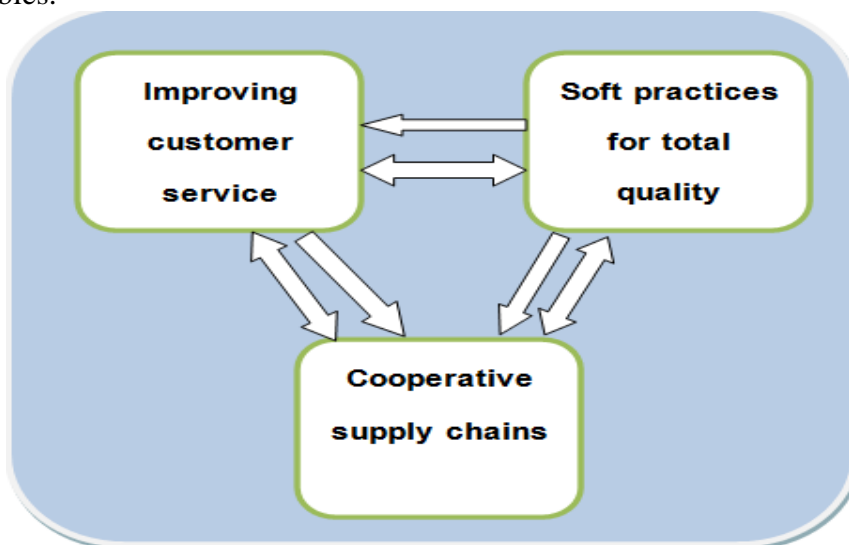 Improving
customer
service
Soft practices
for total
quality
Cooperative
supply chains